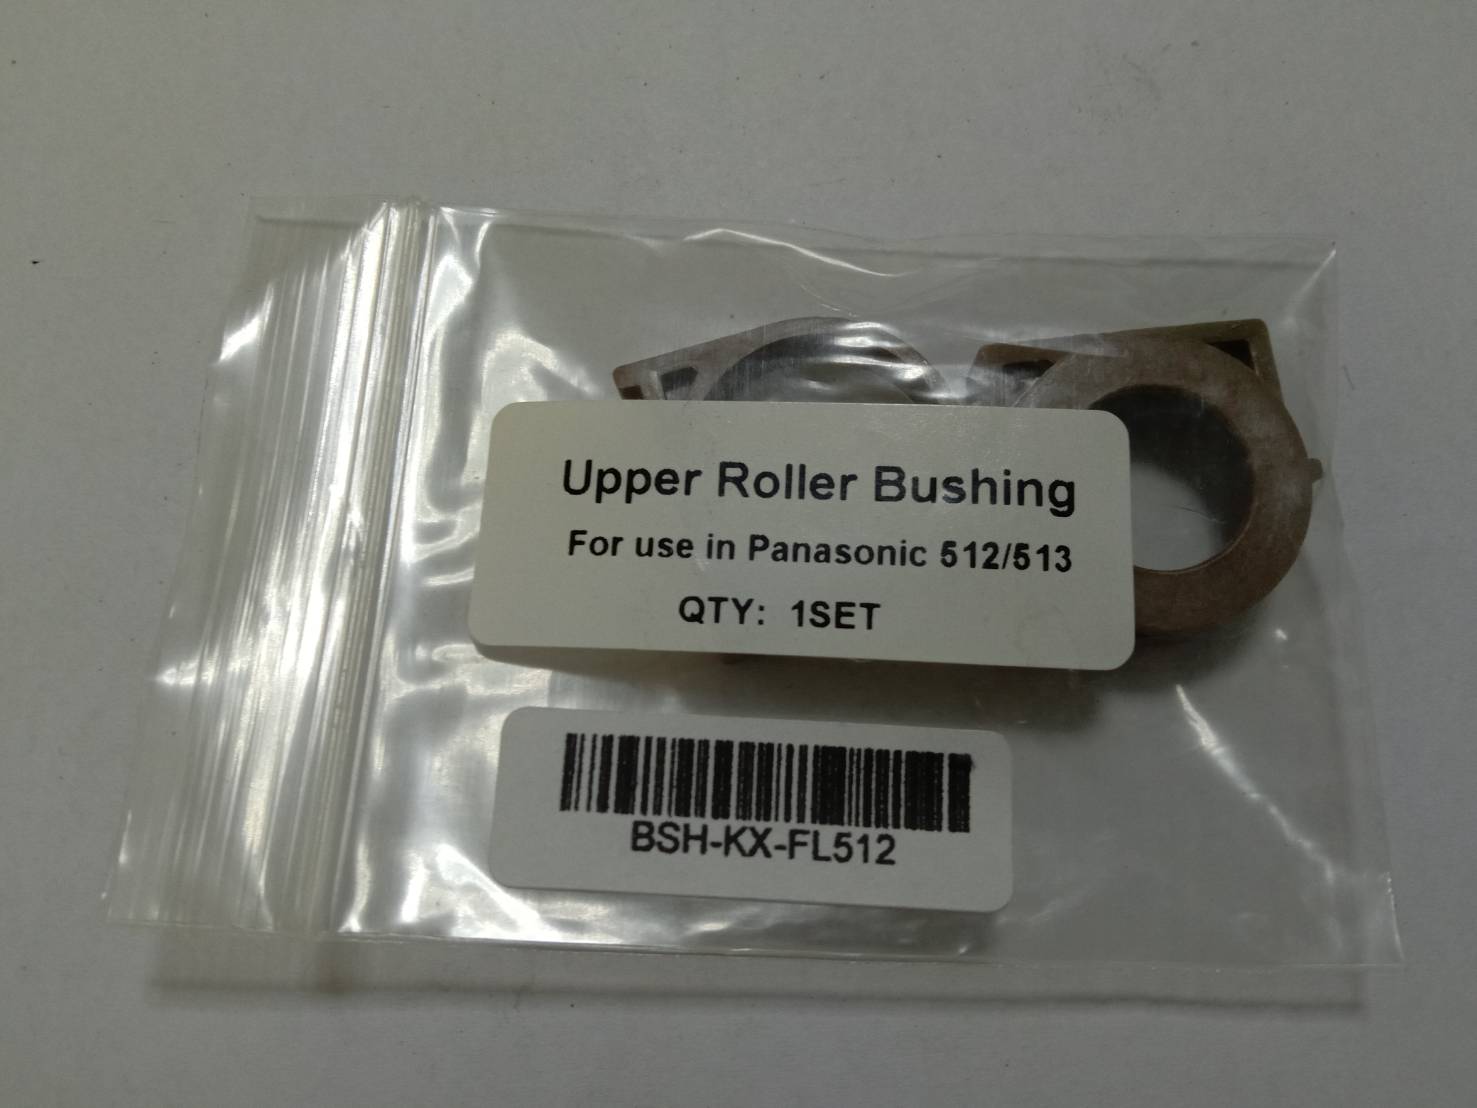 Upper Roller Bushing
For use in Panasonic 512/513
QTY: 1SET
BSH-KX-FL512